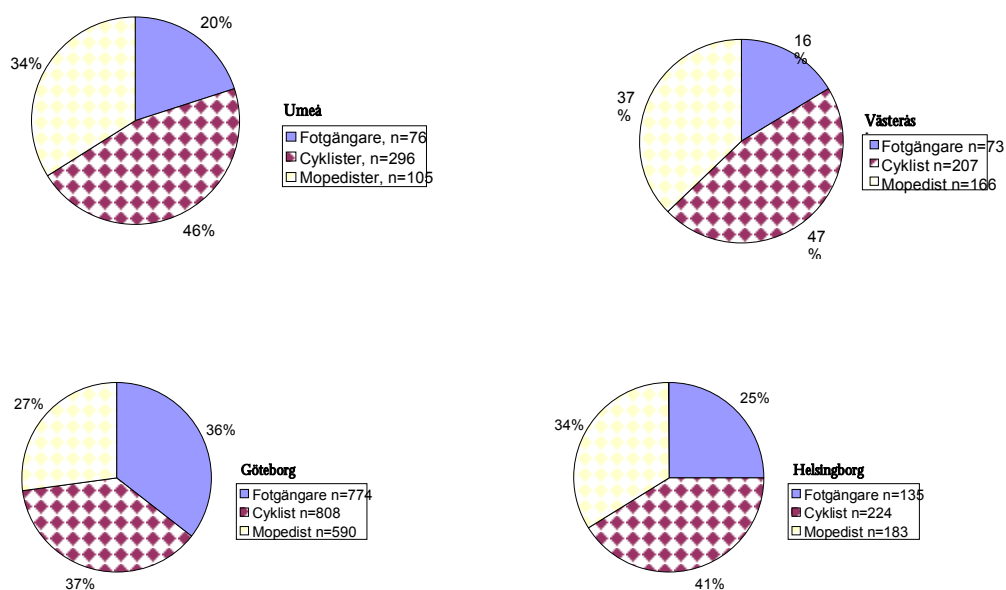 20%
34%
46%
Umeå
Fotgängare, n=76
Cyklister, n=296
Mopedister, n=105
16
%
37
%
47
%
Västerås
Fotgängare n=73
Cyklist n=207
Mopedist n=166
27%
36%
37%
Göteborg
Fotgängare n=774
Cyklist n=808
Mopedist n=590
25%
34%
41%
Helsingborg
Fotgängare n=135
Cyklist n=224
Mopedist n=183